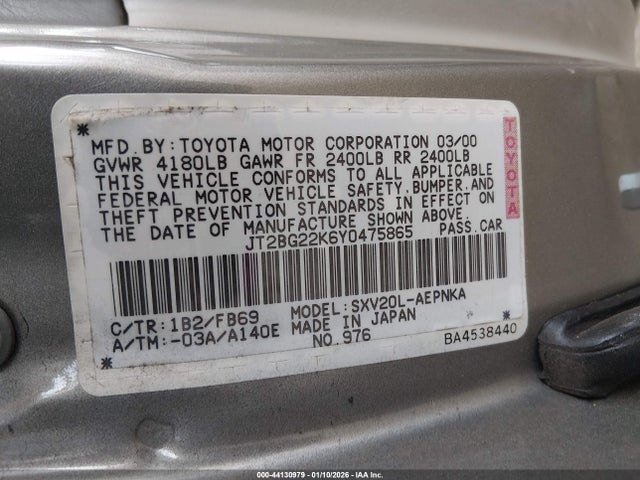 MFD.BY:TOYOTA MOTOR CORPORATION 03/00
GVWR 4180LB GAWR FR 2400LB RR 2400LB
THIS VEHICLE CONFORMS TO ALL APPLICABLE
FEDERAL MOTOR VEHICLE SAFETY,BUMPER,AND
THEFT PREVENTION STANDARDS IN EFFECT ON
THE DATE OF MANUFACTURE SHOWN ABOVE.
JT2BG22K6Y0475865 PASS.CAR
TOYOTA
C/TR:1B2/FB69 MODEL:SXV20L-AEPNKA
A/TM:-03A/A140E MADE IN JAPAN
NO.976 BA4538440
000-44130979 - 01/10/2026 - IAA Inc.